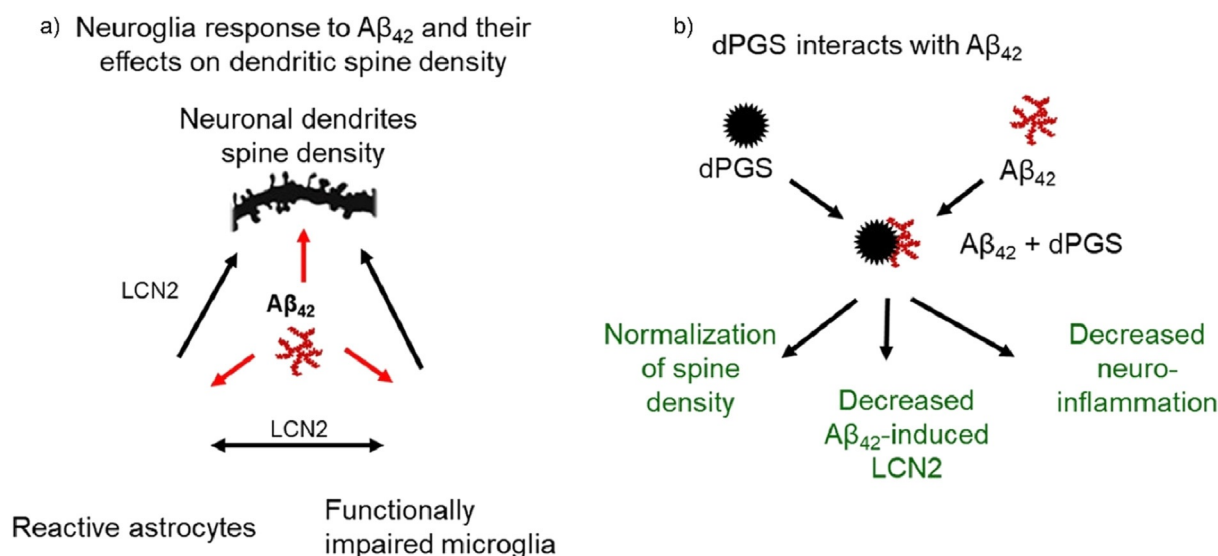 a) Neuroglia response to Aβ₄₂ and their
effects on dendritic spine density
Neuronal dendrites
spine density
LCN2
Aβ₄₂
LCN2
Reactive astrocytes
Functionally
impaired microglia
b)
dPGS interacts with Aβ₄₂
dPGS
Aβ₄₂
Aβ₄₂ + dPGS
Normalization
of spine
density
Decreased
Aβ₄₂-induced
LCN2
Decreased
neuro-
inflammation